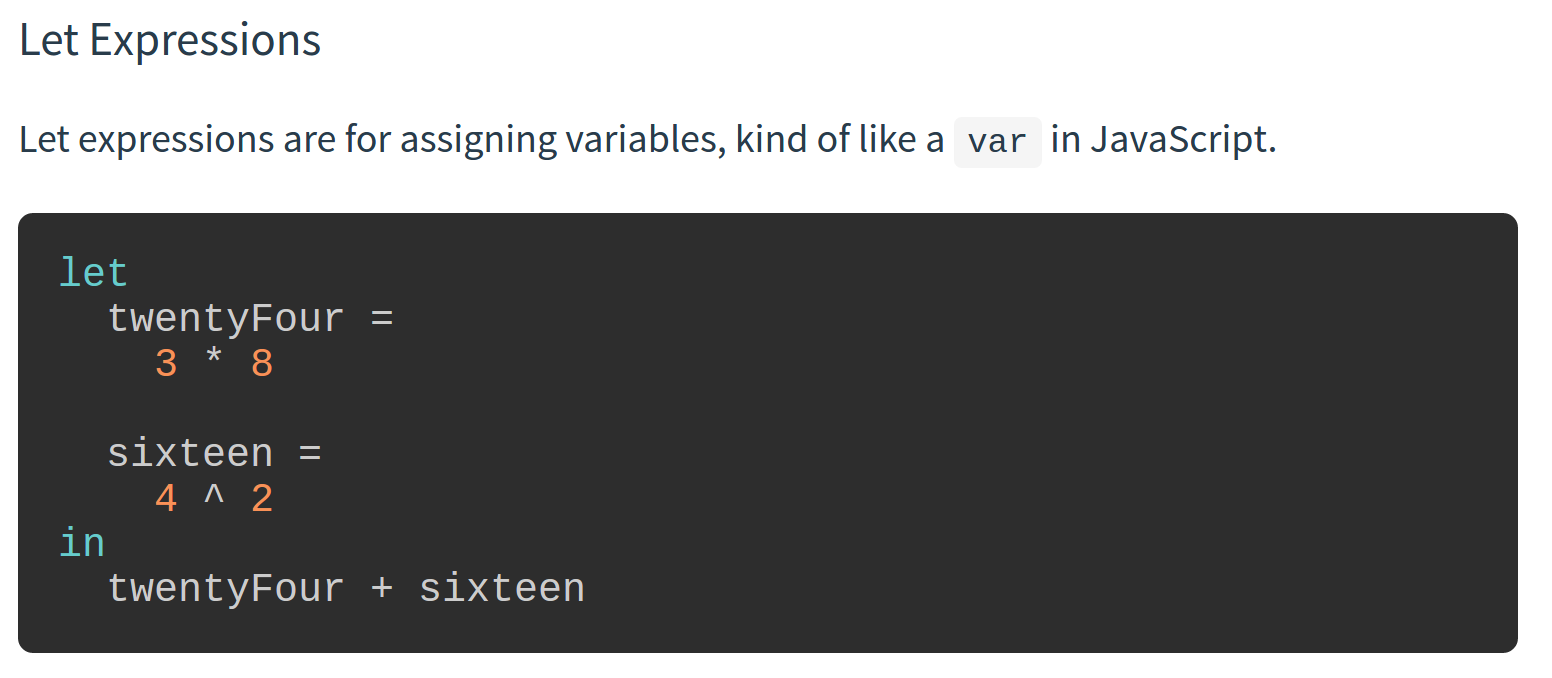 Let Expressions
Let expressions are for assigning variables, kind of like a var in JavaScript.
let
  twentyFour =
    3 * 8

  sixteen =
    4 ^ 2
in
  twentyFour + sixteen